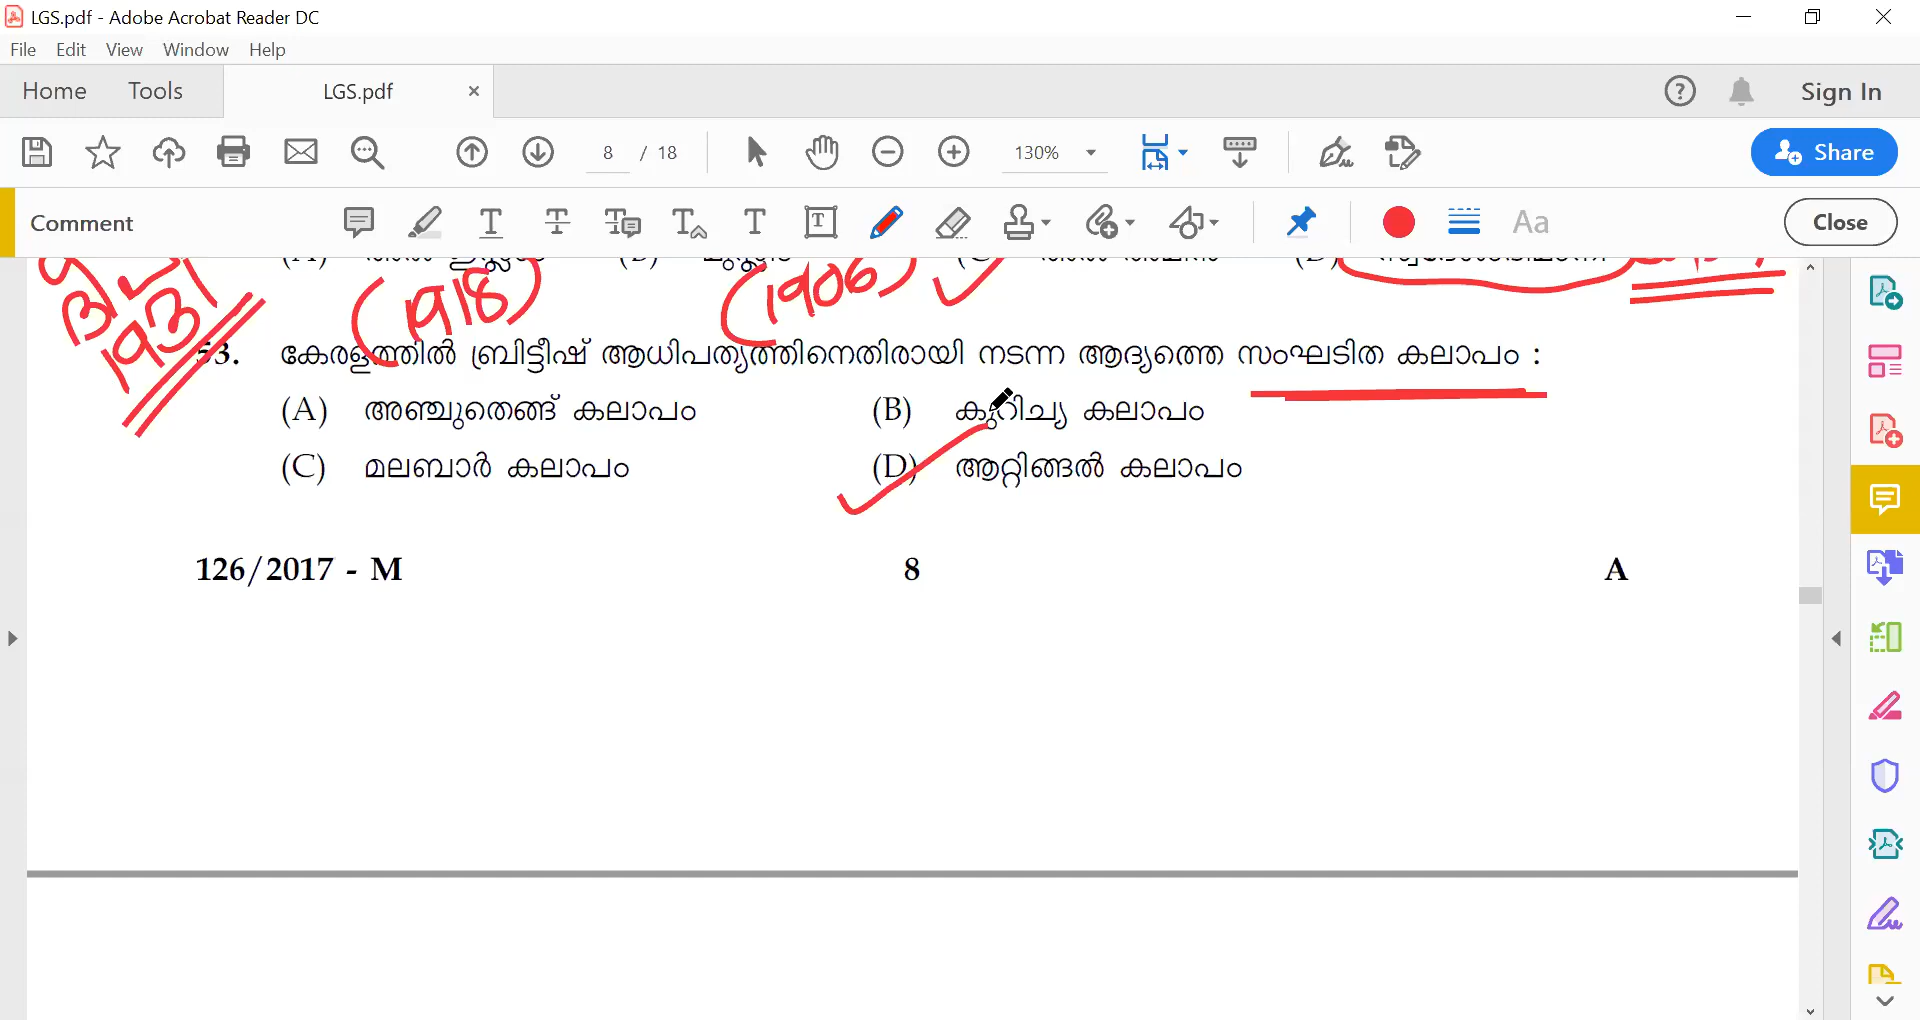 LGS.pdf - Adobe Acrobat Reader DC
File Edit View Window Help
Home Tools LGS.pdf × ? Sign In
8 / 18 130% Share
Comment T T T T T T Aa Close
1931 (1918) (1906)
53. കേരളത്തിൽ ബ്രിട്ടീഷ് ആധിപത്യത്തിനെതിരായി നടന്ന ആദ്യത്തെ സംഘടിത കലാപം :
(A) അഞ്ചുതെങ്ങ് കലാപം (B) കുറിച്യ കലാപം
(C) മലബാർ കലാപം (D) ആറ്റിങ്ങൽ കലാപം
126/2017 - M 8 A